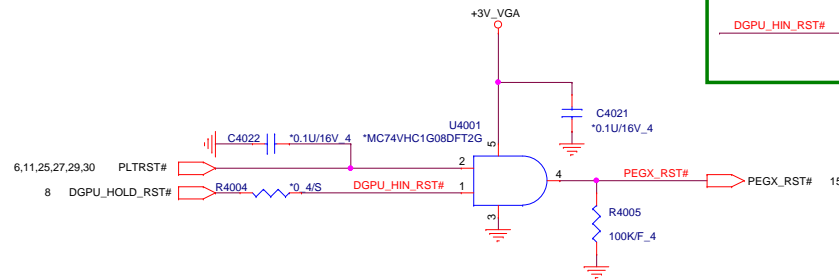 +3V_VGA
DGPU_HIN_RST#
C4021
*0.1U/16V_4
U4001
*MC74VHC1G08DFT2G
C4022 *0.1U/16V_4
5
6,11,25,27,29,30 PLTRST# 2
4 PEGX_RST# PEGX_RST# 15
8 DGPU_HOLD_RST# R4004 *0_4/S DGPU_HIN_RST# 1
3
R4005
100K/F_4